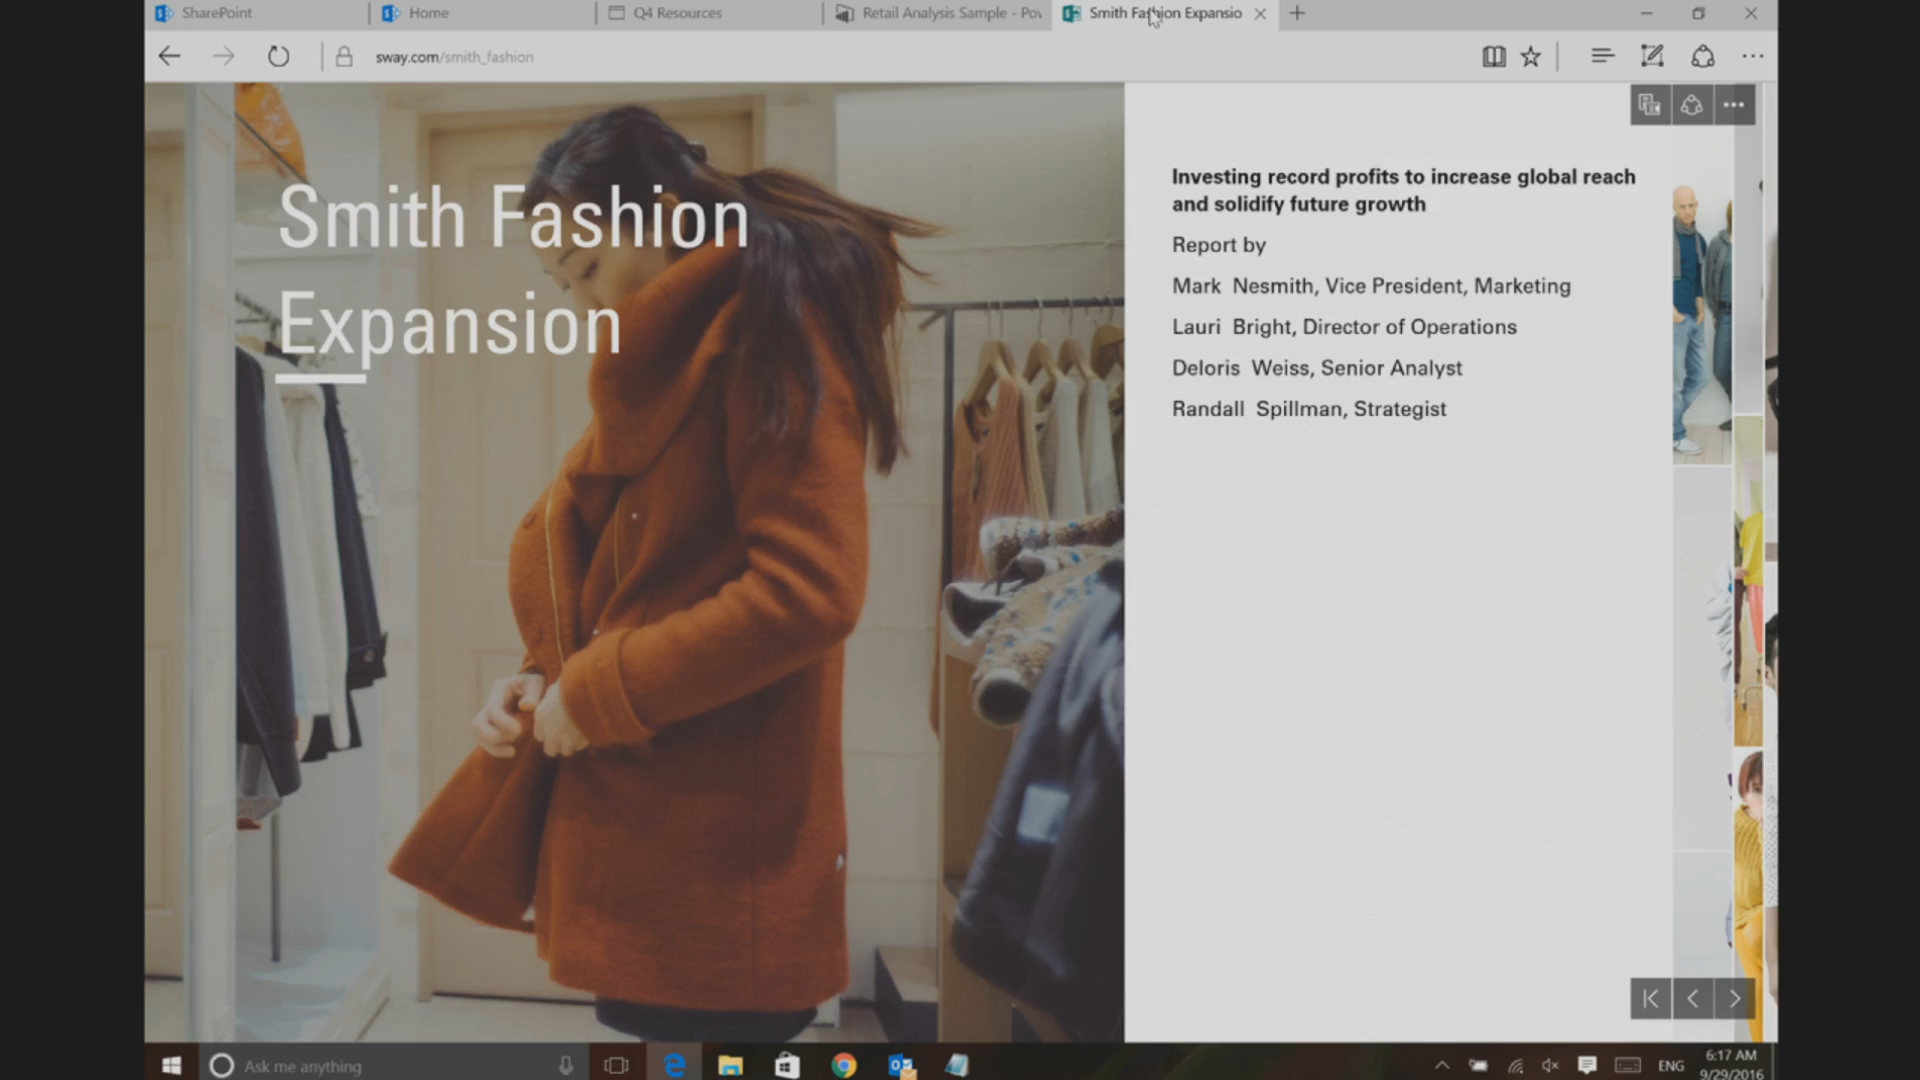 SharePoint
Home
Q4 Resources
Retail Analysis Sample - Pov
Smith Fashion Expansio
sway.com/smith_fashion
Smith Fashion
Expansion
Investing record profits to increase global reach
and solidify future growth
Report by
Mark Nesmith, Vice President, Marketing
Lauri Bright, Director of Operations
Deloris Weiss, Senior Analyst
Randall Spillman, Strategist
Ask me anything
ENG
6:17 AM
9/29/2016